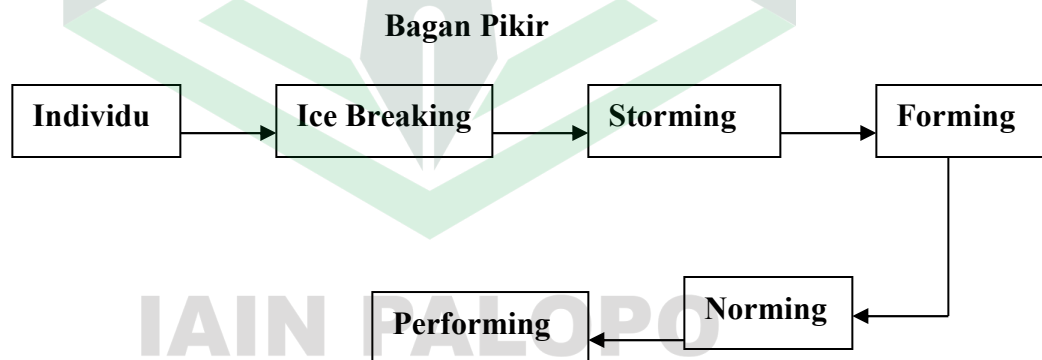 Bagan Pikir
Individu
Ice Breaking
Storming
Forming
Norming
Performing
IAIN PALOPO